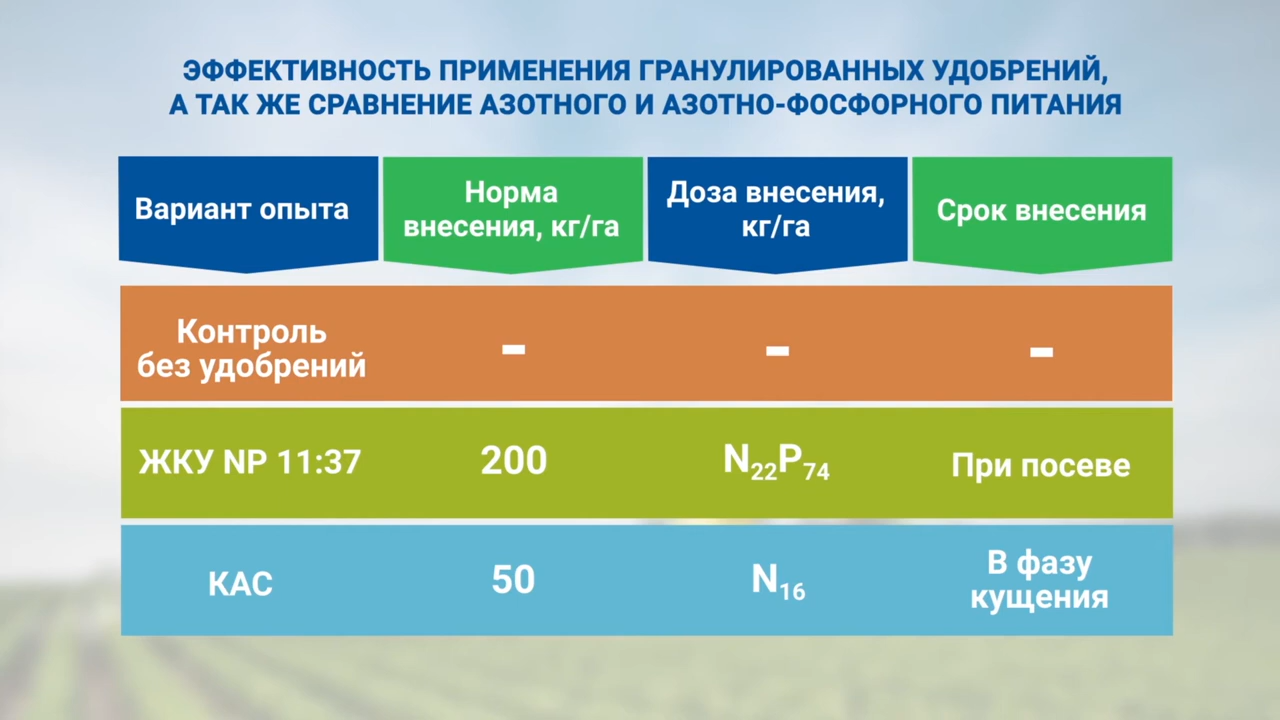 ЭФФЕКТИВНОСТЬ ПРИМЕНЕНИЯ ГРАНУЛИРОВАННЫХ УДОБРЕНИЙ,
А ТАК ЖЕ СРАВНЕНИЕ АЗОТНОГО И АЗОТНО-ФОСФОРНОГО ПИТАНИЯ
Вариант опыта
Норма
внесения, кг/га
Доза внесения,
кг/га
Срок внесения
Контроль
без удобрений
-
-
-
ЖКУ NP 11:37
200
N₂₂P₇₄
При посеве
КАС
50
N₁₆
В фазу
кущения